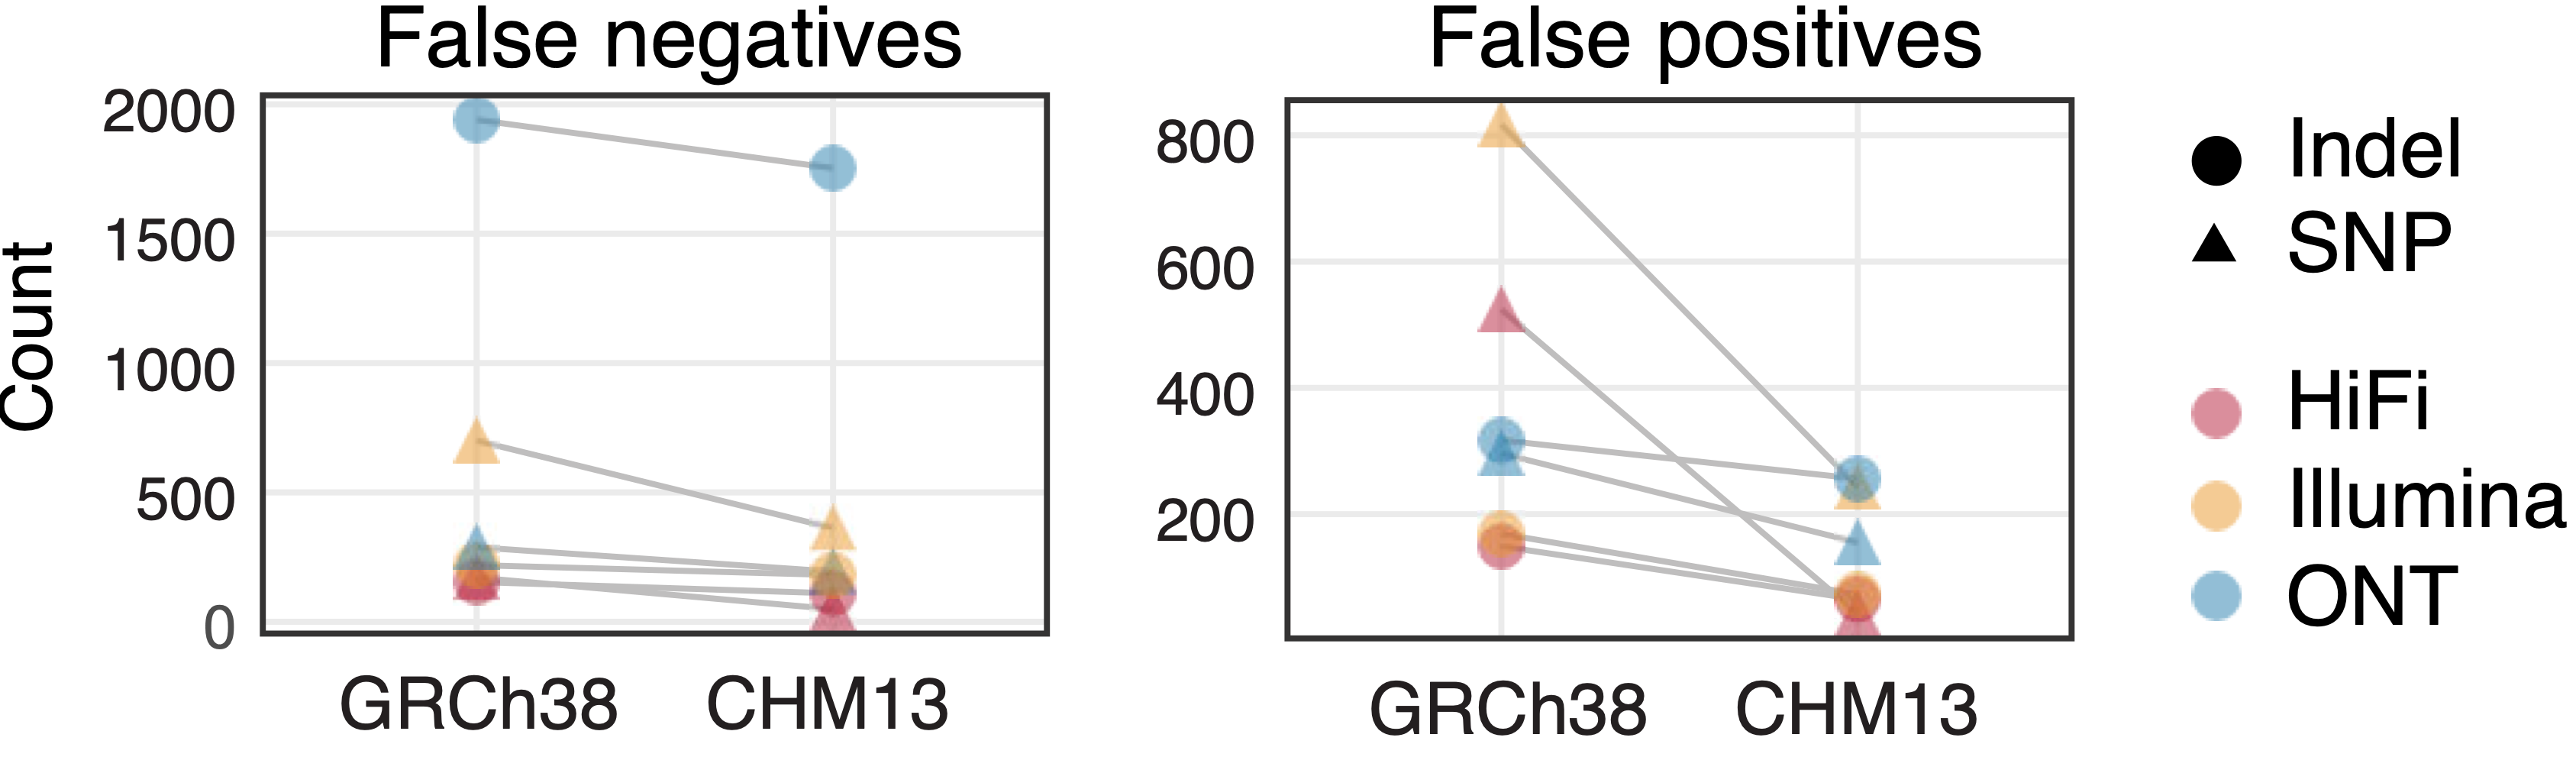 False negatives
Count
2000
1500
1000
500
0
GRCh38 CHM13
False positives
800
600
400
200
GRCh38 CHM13
Indel
SNP
HiFi
Illumina
ONT